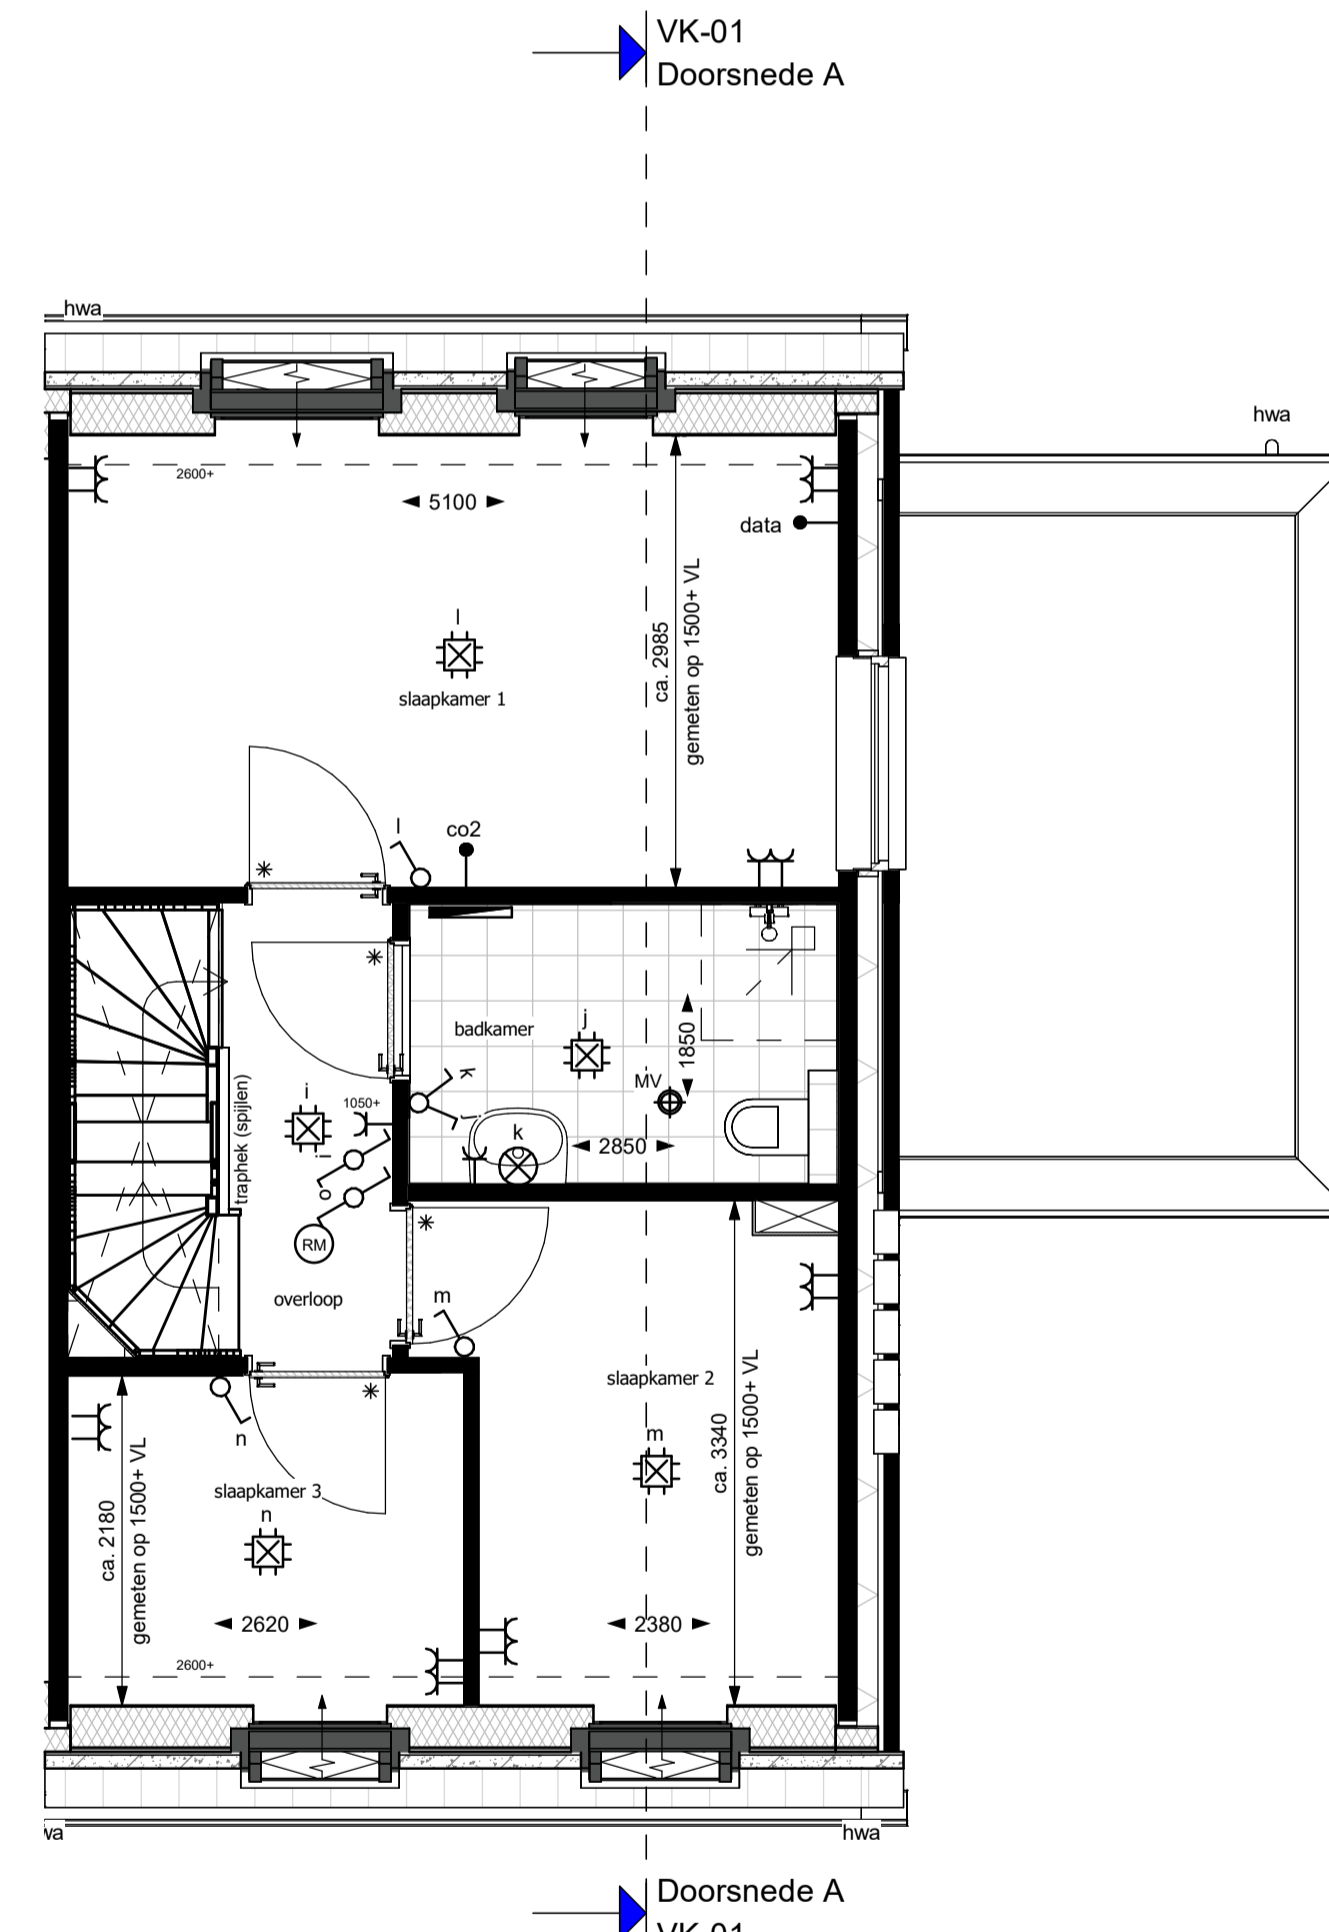 VK-01
Doorsnede A
hwa
hwa
2600+
5100
data
ca. 2985
gemeten op 1500+ VL
l
slaapkamer 1
l
co2
badkamer
j
1850
MV
k
j
k
2850
i
1050+
traphek (spijlen)
i
o
RM
overloop
m
slaapkamer 2
m
ca. 3340
gemeten op 1500+ VL
n
slaapkamer 3
n
ca. 2180
gemeten op 1500+ VL
2620
2380
2600+
wa
hwa
Doorsnede A
VK-01